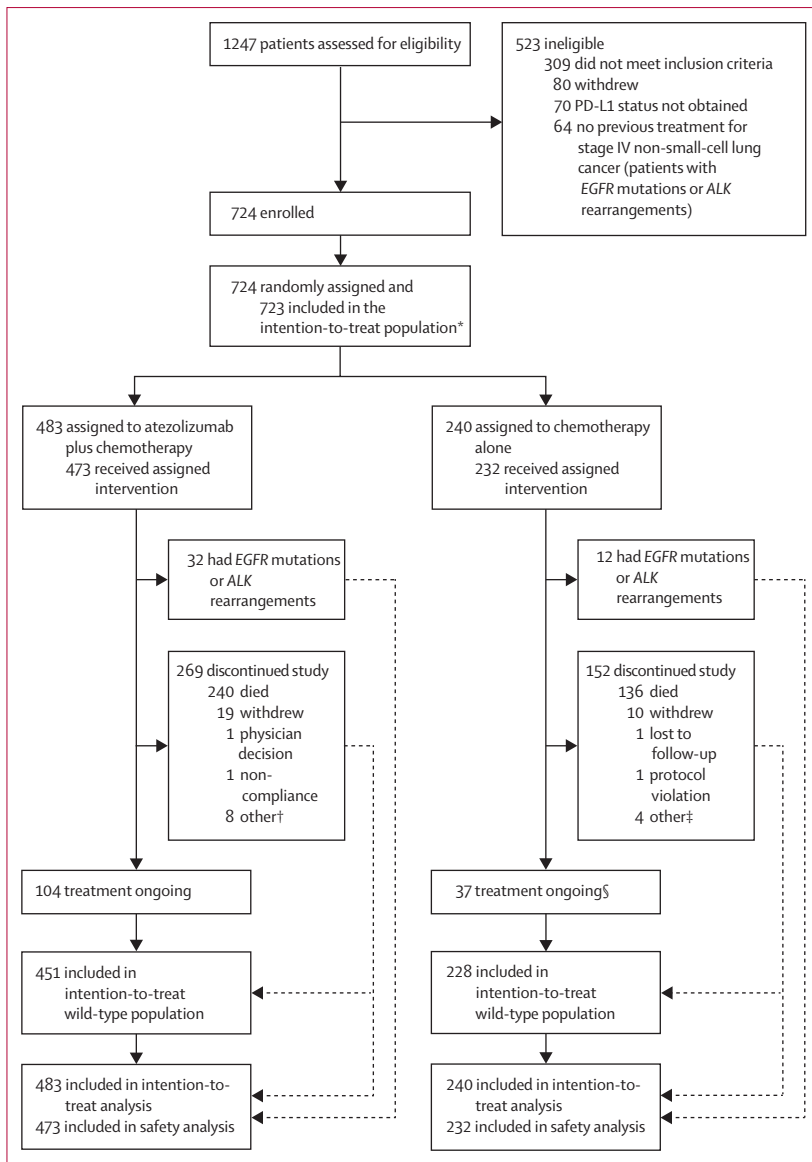 1247 patients assessed for eligibility
523 ineligible
309 did not meet inclusion criteria
80 withdrew
70 PD-L1 status not obtained
64 no previous treatment for
stage IV non-small-cell lung
cancer (patients with
EGFR mutations or ALK
rearrangements)
724 enrolled
724 randomly assigned and
723 included in the
intention-to-treat population*
483 assigned to atezolizumab
plus chemotherapy
473 received assigned
intervention
240 assigned to chemotherapy
alone
232 received assigned
intervention
32 had EGFR mutations
or ALK
rearrangements
12 had EGFR mutations
or ALK
rearrangements
269 discontinued study
240 died
19 withdrew
1 physician
decision
1 non-
compliance
8 other†
152 discontinued study
136 died
10 withdrew
1 lost to
follow-up
1 protocol
violation
4 other‡
104 treatment ongoing
37 treatment ongoing§
451 included in
intention-to-treat
wild-type population
228 included in
intention-to-treat
wild-type population
483 included in intention-to-
treat analysis
473 included in safety analysis
240 included in intention-to-
treat analysis
232 included in safety analysis